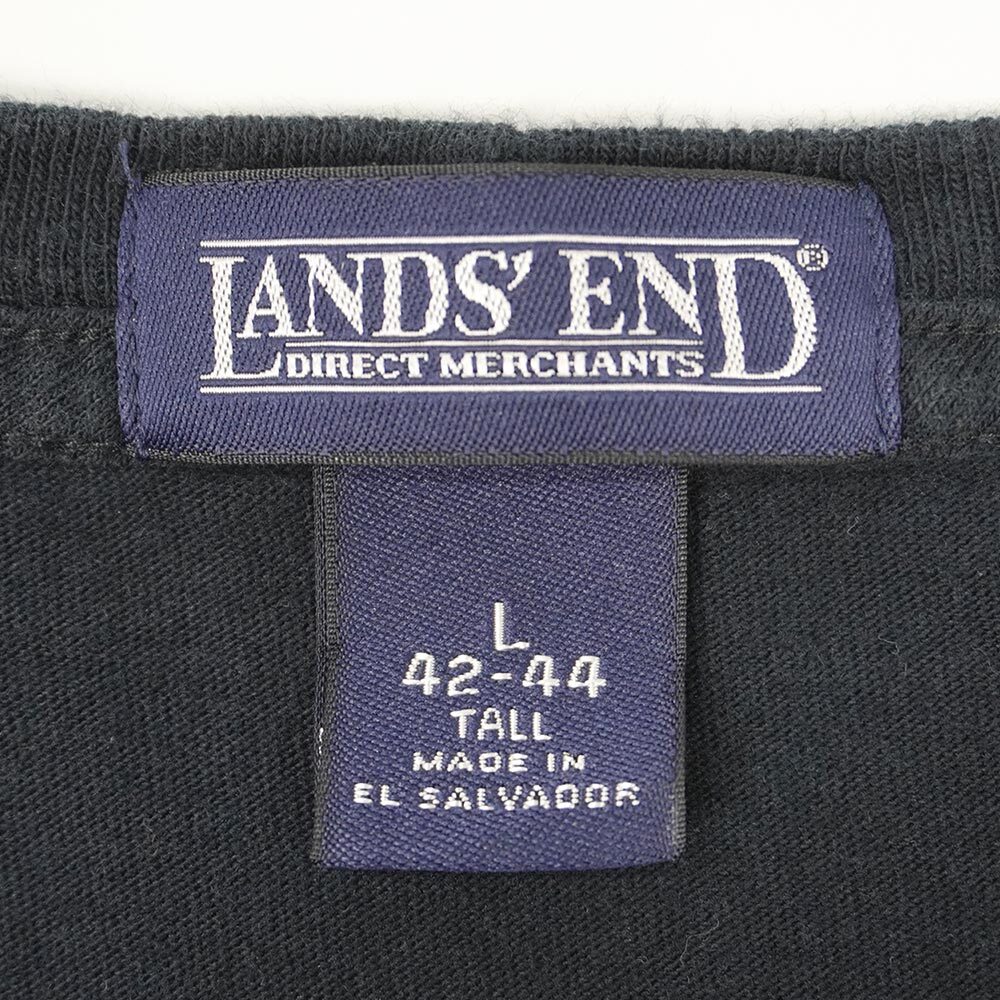 LANDS' END®
DIRECT MERCHANTS
L
42-44
TALL
MADE IN
EL SALVADOR